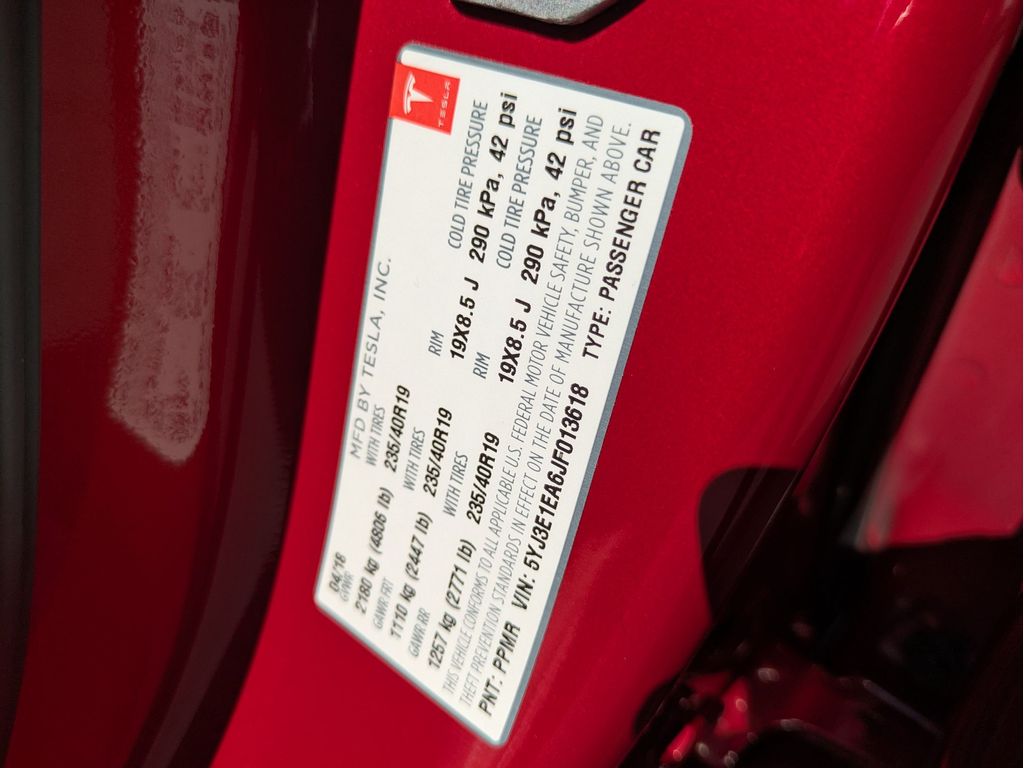 TESLA
MFD BY TESLA, INC.
04/18
GVWR WITH TIRES RIM COLD TIRE PRESSURE
2180 kg (4806 lb) 235/40R19 19X8.5 J 290 kPa, 42 psi
GAWR FRT WITH TIRES RIM COLD TIRE PRESSURE
1110 kg (2447 lb) 235/40R19 19X8.5 J 290 kPa, 42 psi
GAWR RR WITH TIRES
1257 kg (2771 lb) 235/40R19
THIS VEHICLE CONFORMS TO ALL APPLICABLE U.S. FEDERAL MOTOR VEHICLE SAFETY, BUMPER, AND
THEFT PREVENTION STANDARDS IN EFFECT ON THE DATE OF MANUFACTURE SHOWN ABOVE.
PNT: PPMR VIN: 5YJ3E1EA6JF013618 TYPE: PASSENGER CAR